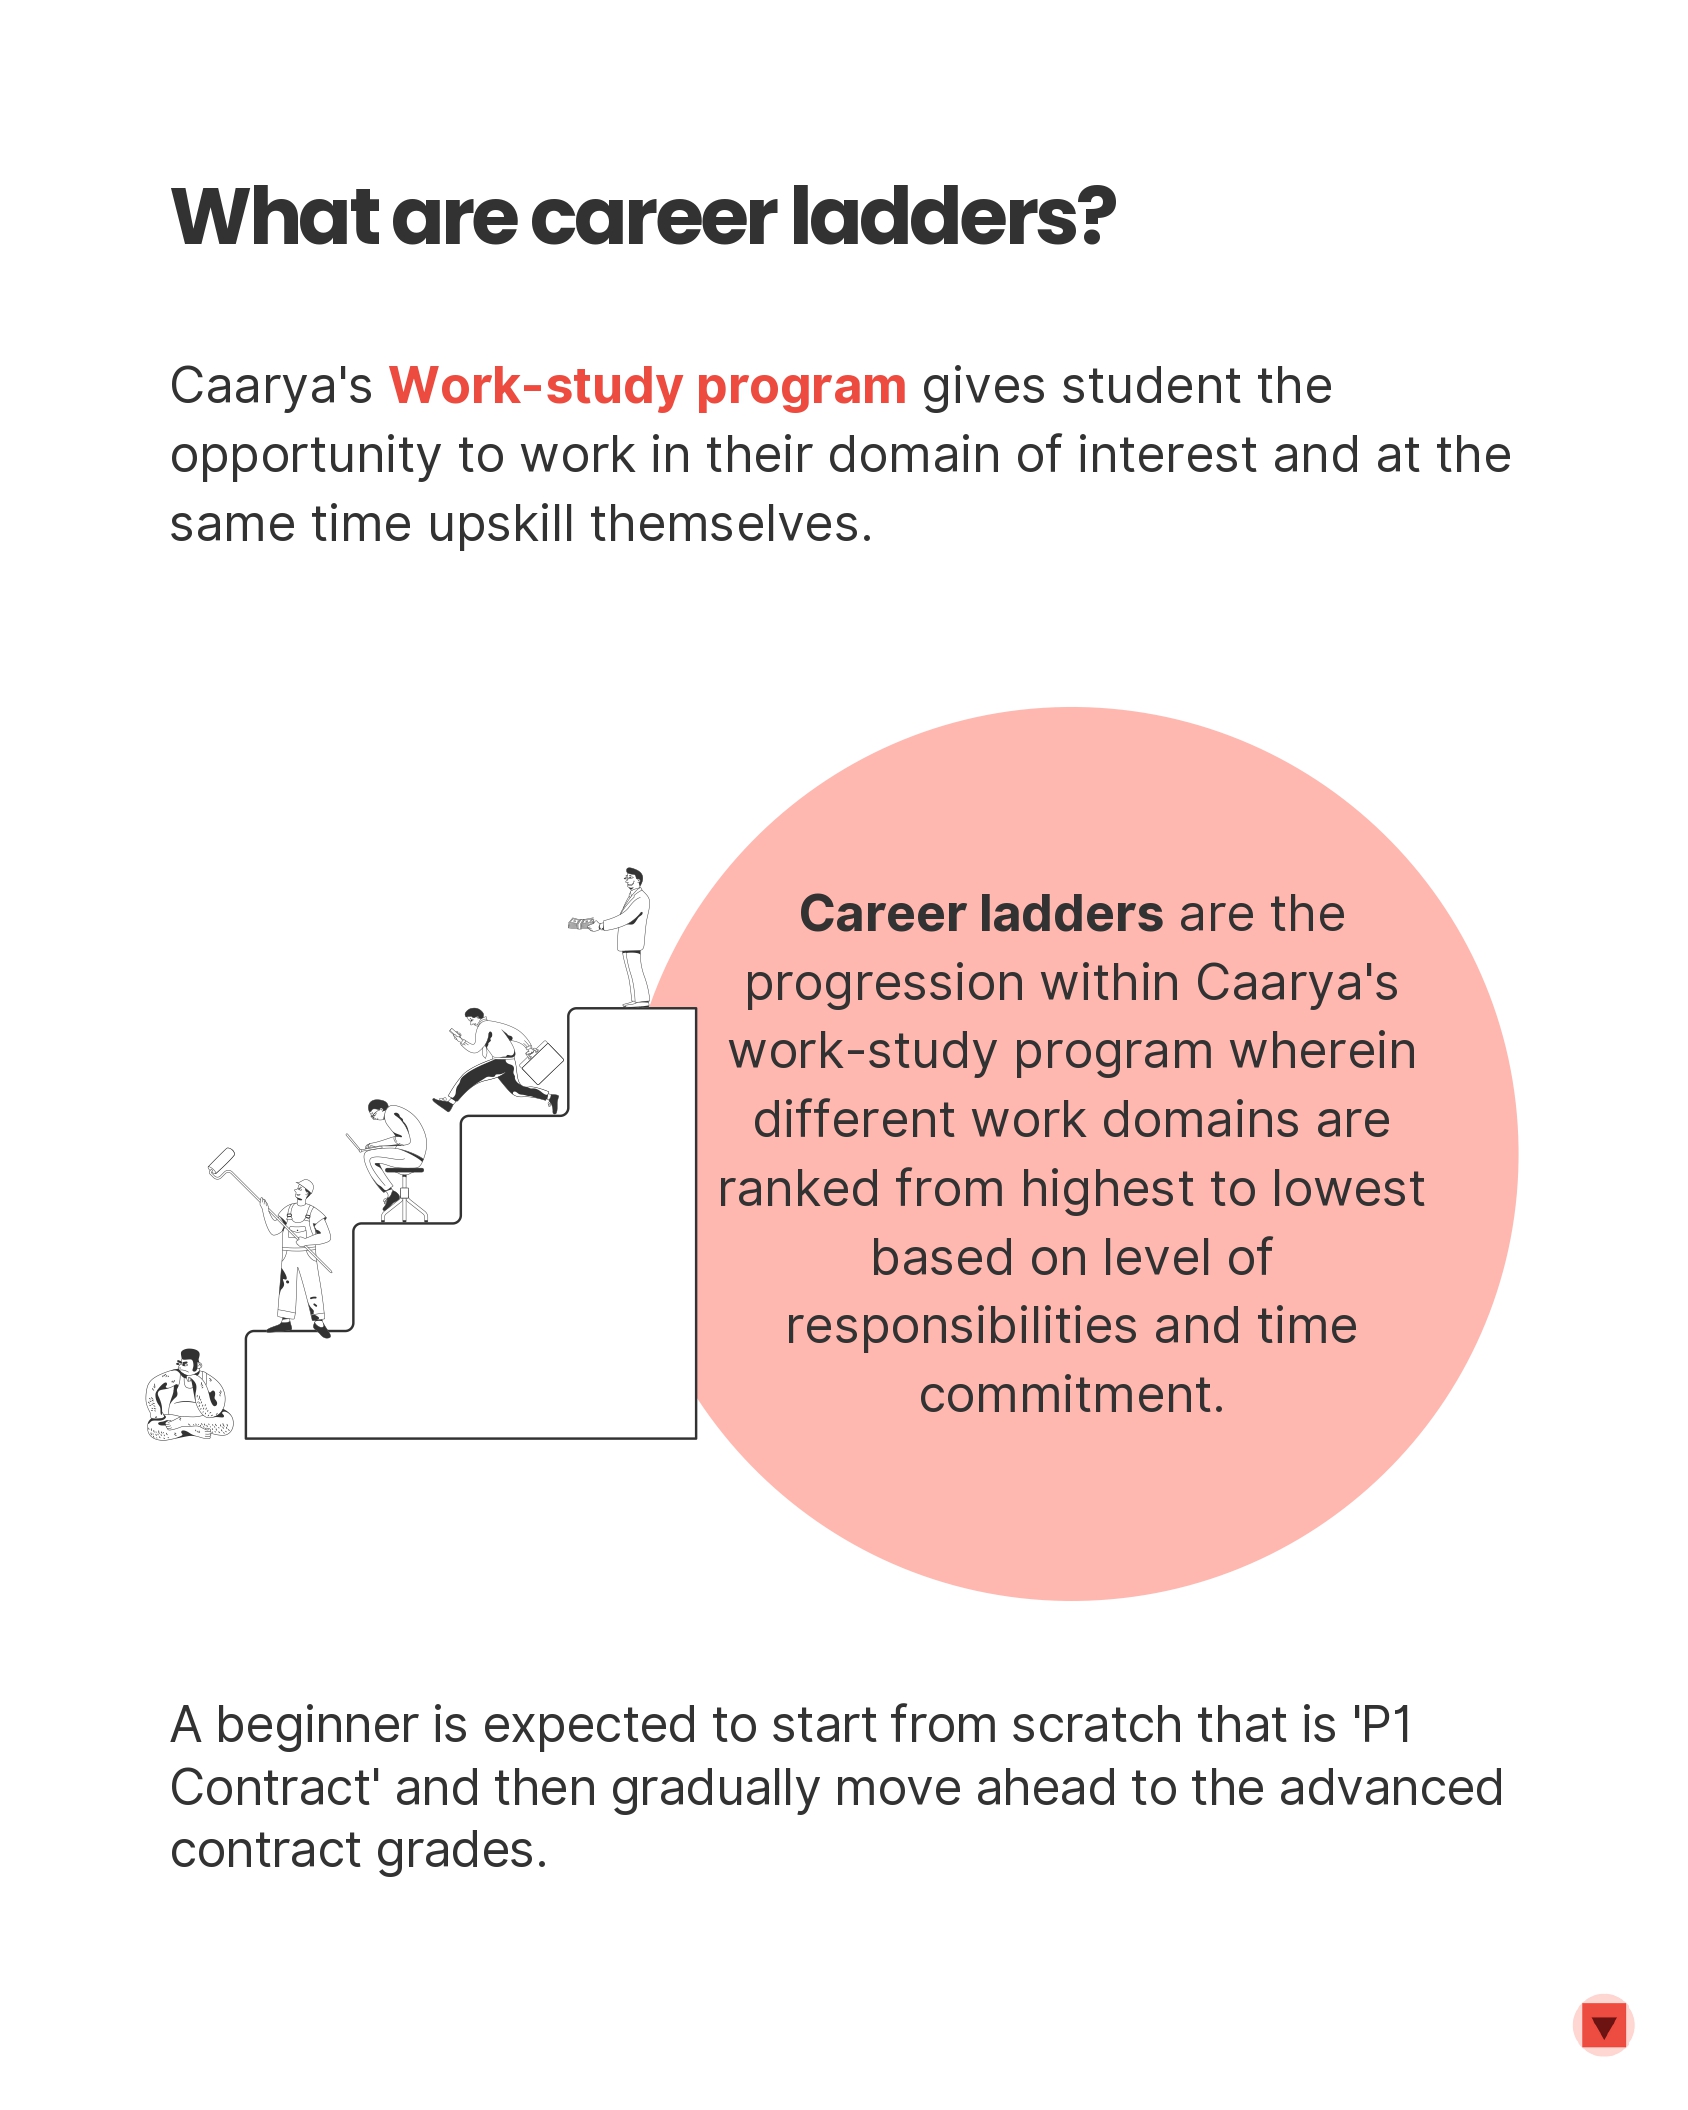 What are career ladders?
Caarya's Work-study program gives student the
opportunity to work in their domain of interest and at the
same time upskill themselves.
Career ladders are the
progression within Caarya's
work-study program wherein
different work domains are
ranked from highest to lowest
based on level of
responsibilities and time
commitment.
A beginner is expected to start from scratch that is 'P1
Contract' and then gradually move ahead to the advanced
contract grades.